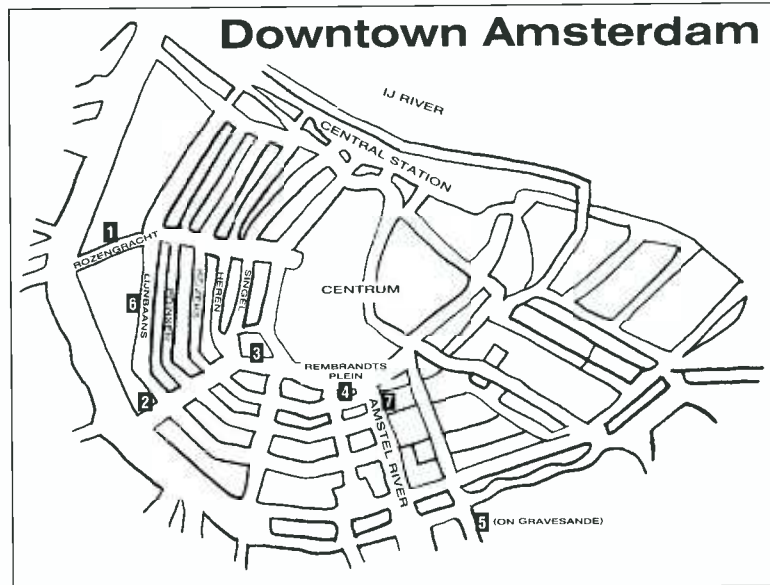 Downtown Amsterdam
IJ RIVER
CENTRAL STATION
1
ROZENGRACHT
6
LIJNBAANS
HEREN
SINGEL
CENTRUM
3
REMBRANDTS
PLEIN
2
4
7
AMSTEL RIVER
5 (ON GRAVESANDE)